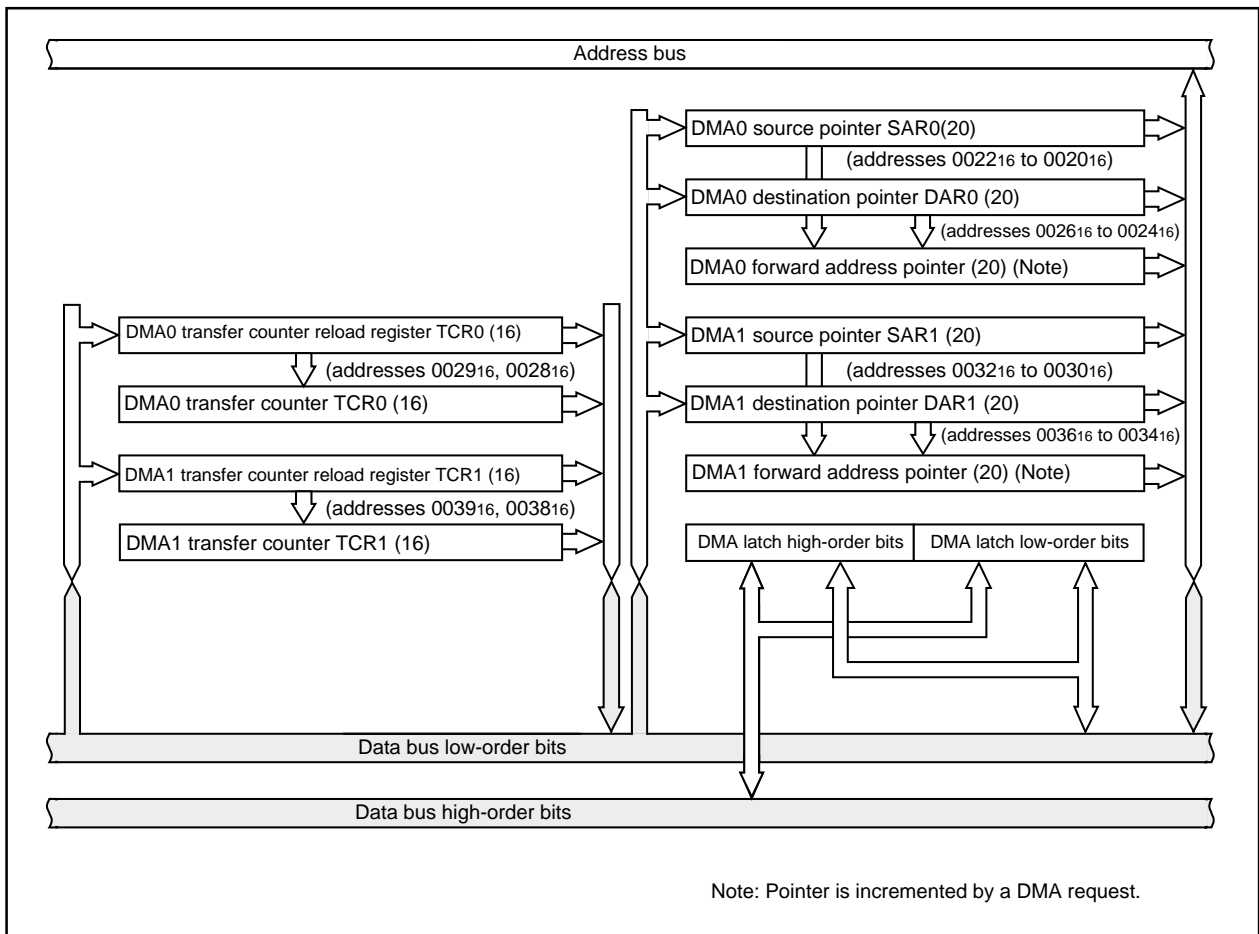 Address bus
DMA0 source pointer SAR0(20)
(addresses 002216 to 002016)
DMA0 destination pointer DAR0 (20)
(addresses 002616 to 002416)
DMA0 forward address pointer (20) (Note)
DMA0 transfer counter reload register TCR0 (16)
(addresses 002916, 002816)
DMA0 transfer counter TCR0 (16)
DMA1 transfer counter reload register TCR1 (16)
(addresses 003916, 003816)
DMA1 transfer counter TCR1 (16)
DMA1 source pointer SAR1 (20)
(addresses 003216 to 003016)
DMA1 destination pointer DAR1 (20)
(addresses 003616 to 003416)
DMA1 forward address pointer (20) (Note)
DMA latch high-order bits
DMA latch low-order bits
Data bus low-order bits
Data bus high-order bits
Note: Pointer is incremented by a DMA request.